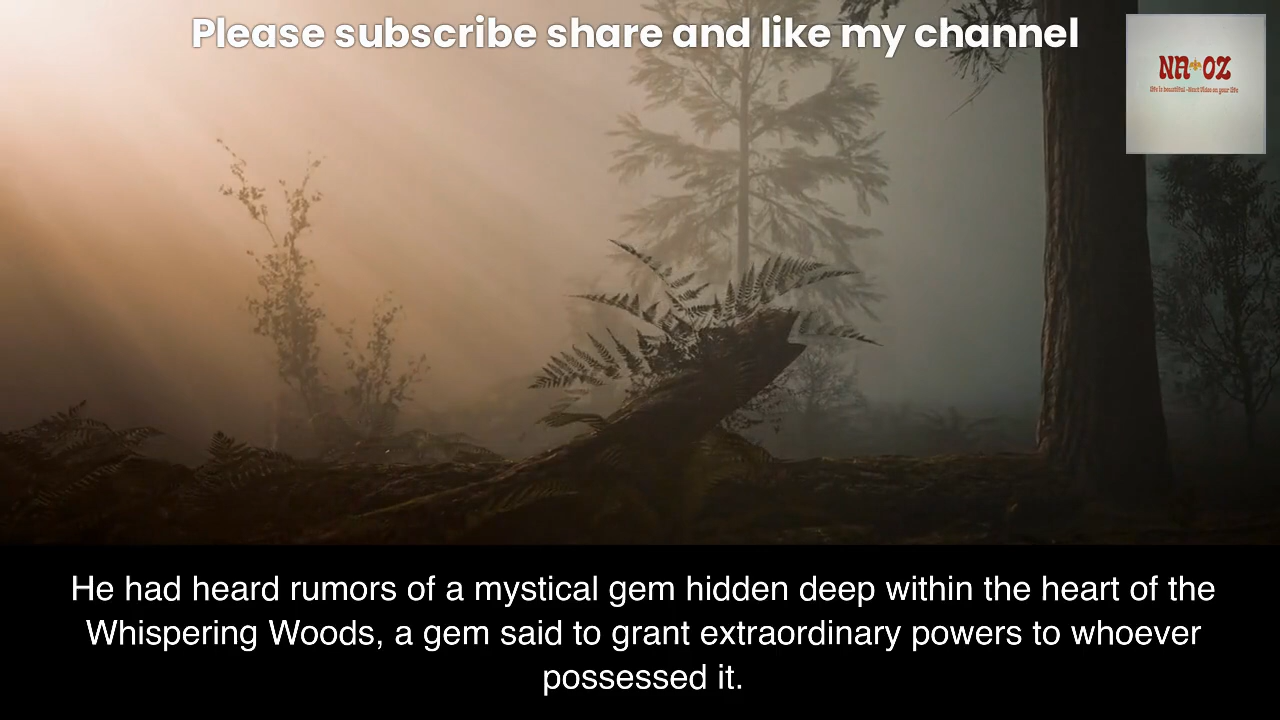 Please subscribe share and like my channel
NA OZ
He had heard rumors of a mystical gem hidden deep within the heart of the
Whispering Woods, a gem said to grant extraordinary powers to whoever
possessed it.